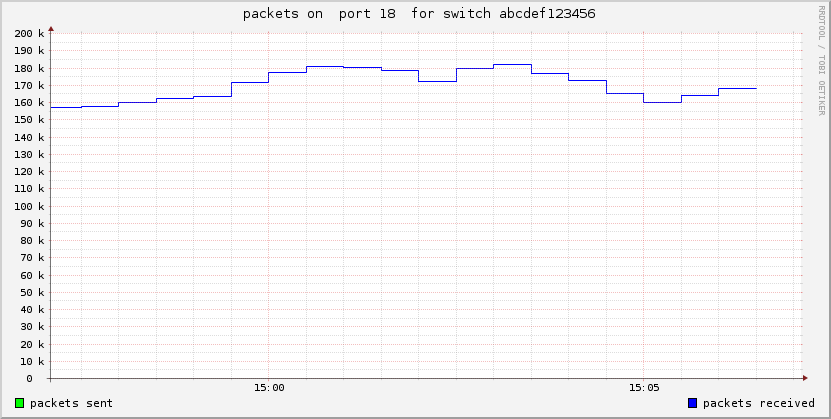 packets on  port 18  for switch abcdef123456
RRDTOOL / TOBI OETIKER
200 k
190 k
180 k
170 k
160 k
150 k
140 k
130 k
120 k
110 k
100 k
90 k
80 k
70 k
60 k
50 k
40 k
30 k
20 k
10 k
0
15:00 15:05
packets sent packets received